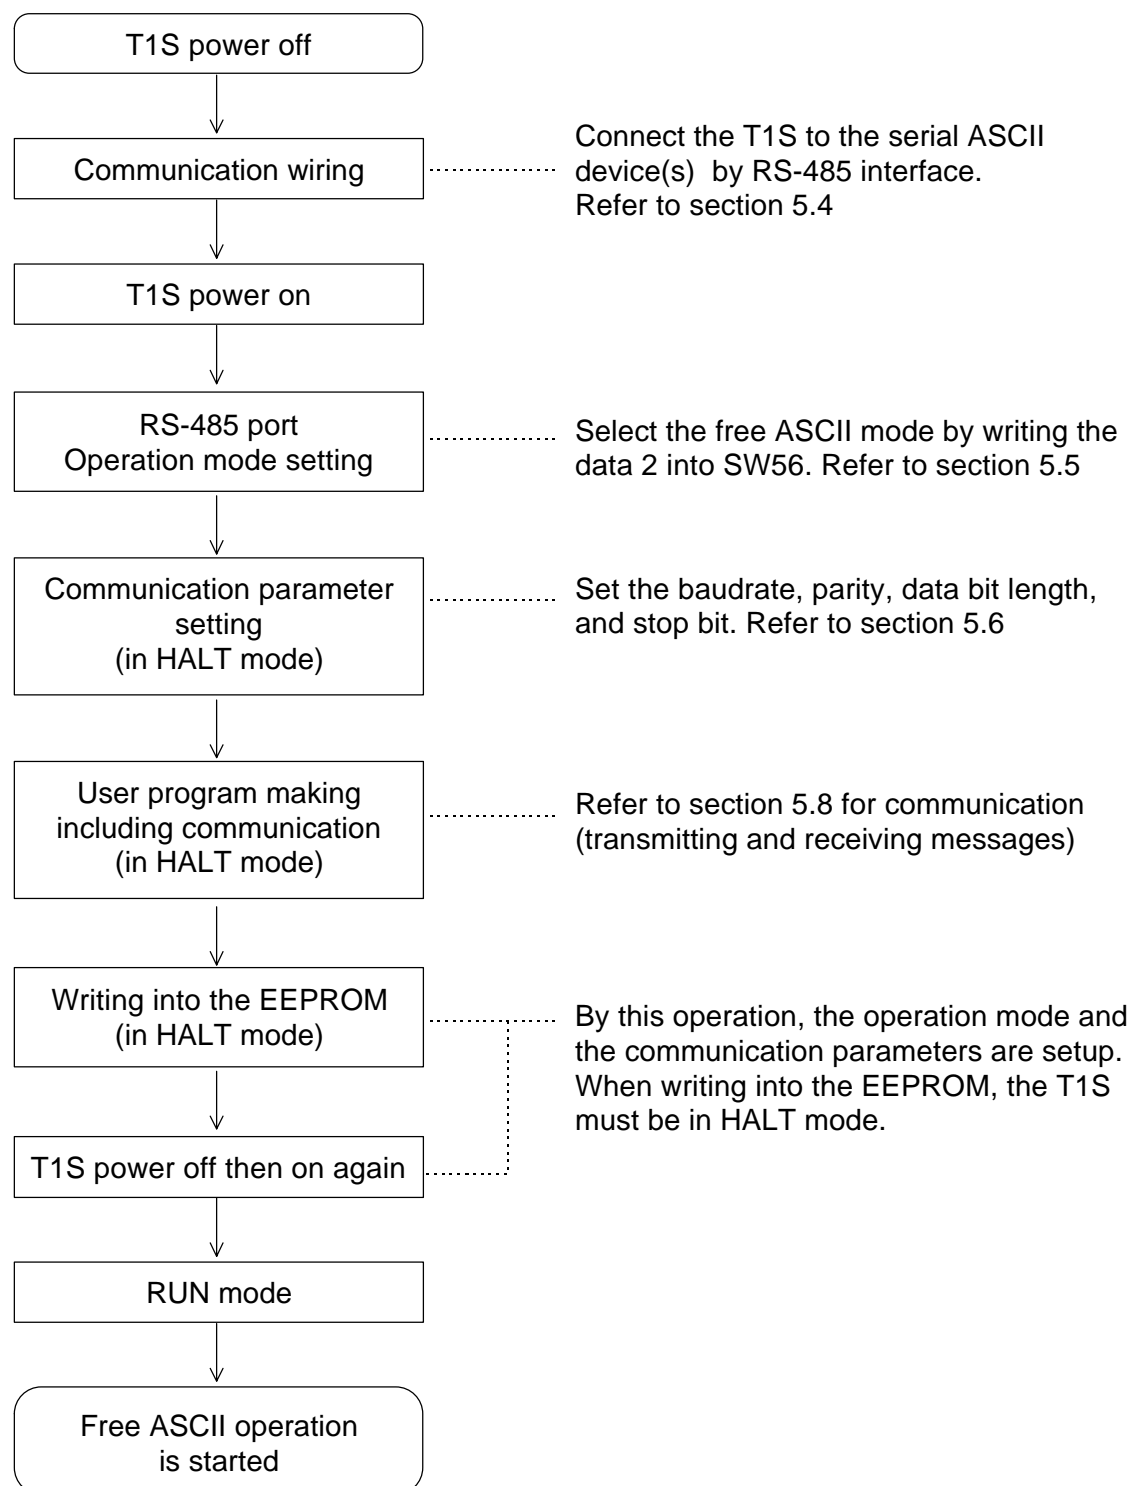 T1S power off
Communication wiring
Connect the T1S to the serial ASCII
device(s)  by RS-485 interface.
Refer to section 5.4
T1S power on
RS-485 port
Operation mode setting
Select the free ASCII mode by writing the
data 2 into SW56. Refer to section 5.5
Communication parameter
setting
(in HALT mode)
Set the baudrate, parity, data bit length,
and stop bit. Refer to section 5.6
User program making
including communication
(in HALT mode)
Refer to section 5.8 for communication
(transmitting and receiving messages)
Writing into the EEPROM
(in HALT mode)
By this operation, the operation mode and
the communication parameters are setup.
When writing into the EEPROM, the T1S
must be in HALT mode.
T1S power off then on again
RUN mode
Free ASCII operation
is started